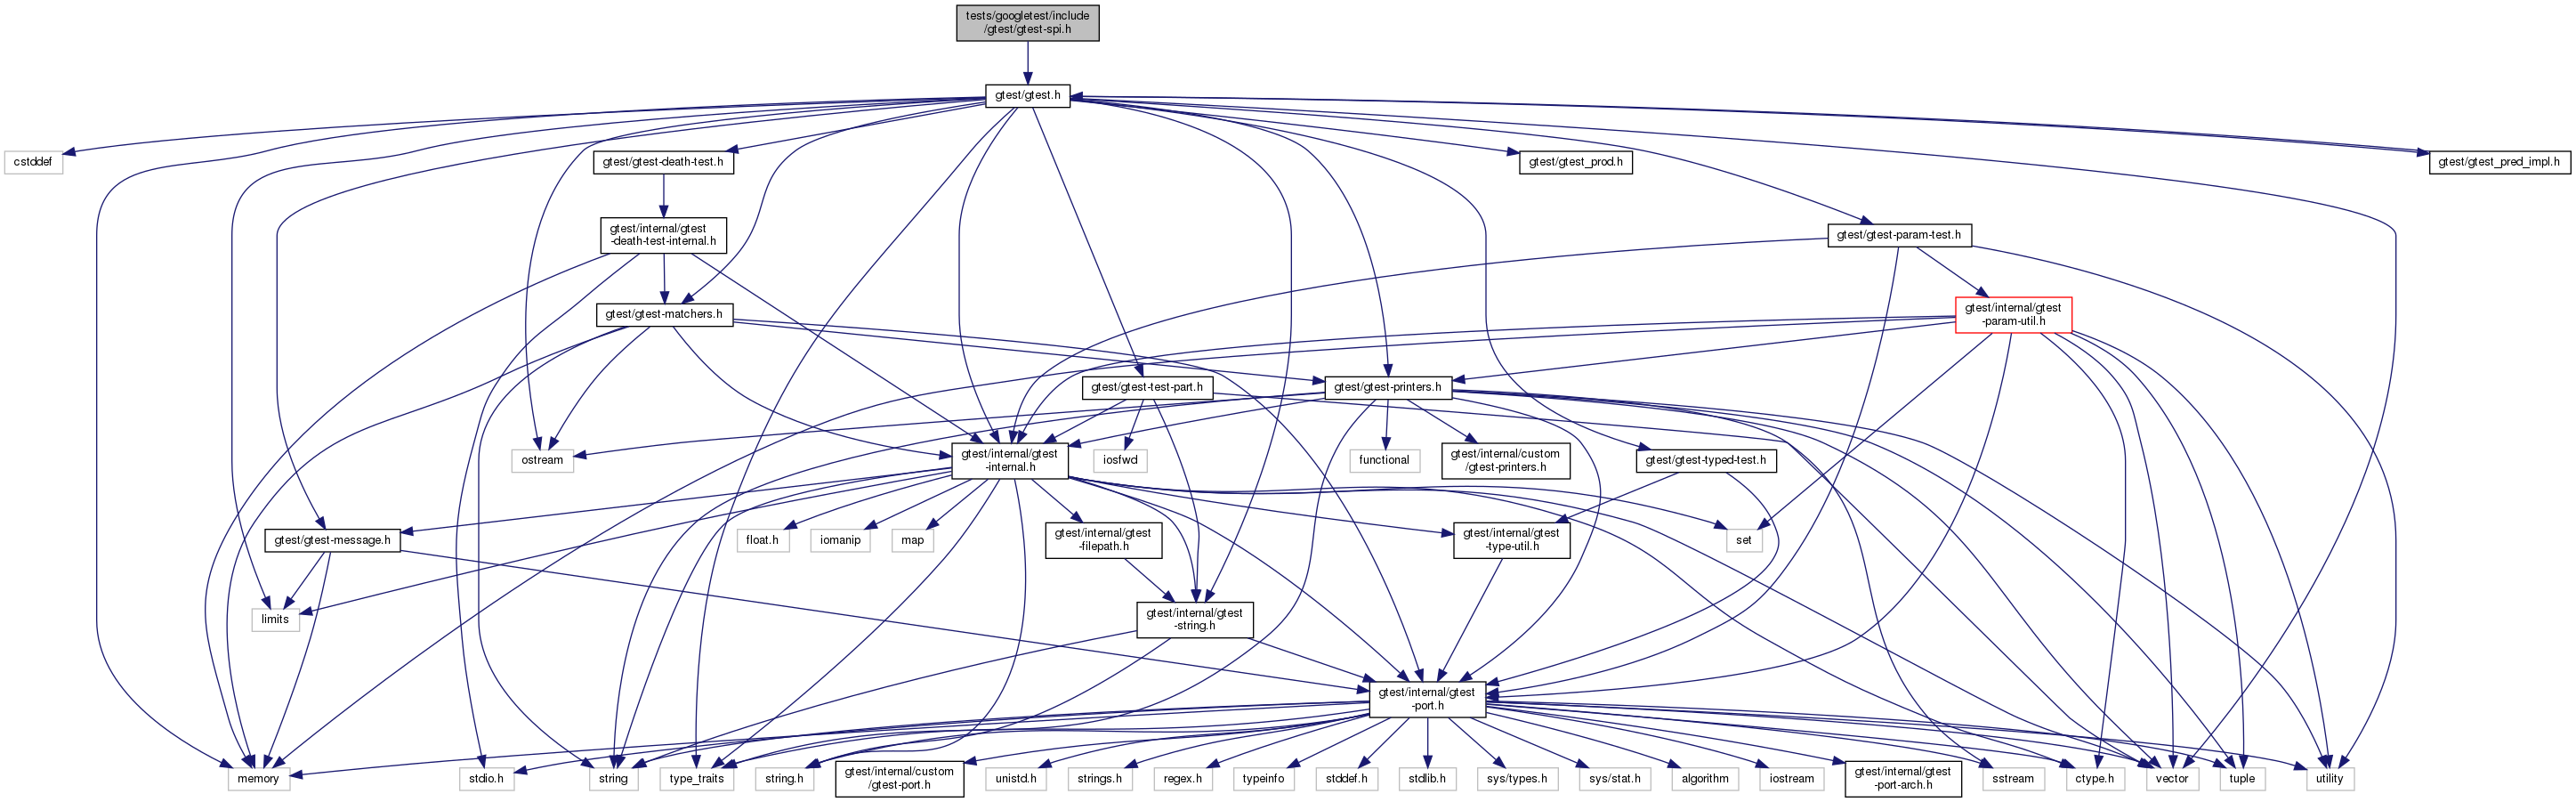 tests/googletest/include
/gtest/gtest-spi.h
gtest/gtest.h
cstddef
gtest/gtest-death-test.h
gtest/gtest_prod.h
gtest/gtest_pred_impl.h
gtest/internal/gtest
-death-test-internal.h
gtest/gtest-param-test.h
gtest/gtest-matchers.h
gtest/internal/gtest
-param-util.h
gtest/gtest-test-part.h
gtest/gtest-printers.h
ostream
gtest/internal/gtest
-internal.h
iosfwd
functional
gtest/internal/custom
/gtest-printers.h
gtest/gtest-typed-test.h
gtest/gtest-message.h
float.h
iomanip
map
gtest/internal/gtest
-filepath.h
gtest/internal/gtest
-type-util.h
set
limits
gtest/internal/gtest
-string.h
gtest/internal/gtest
-port.h
memory
stdio.h
string
type_traits
string.h
gtest/internal/custom
/gtest-port.h
unistd.h
strings.h
regex.h
typeinfo
stddef.h
stdlib.h
sys/types.h
sys/stat.h
algorithm
iostream
gtest/internal/gtest
-port-arch.h
sstream
ctype.h
vector
tuple
utility